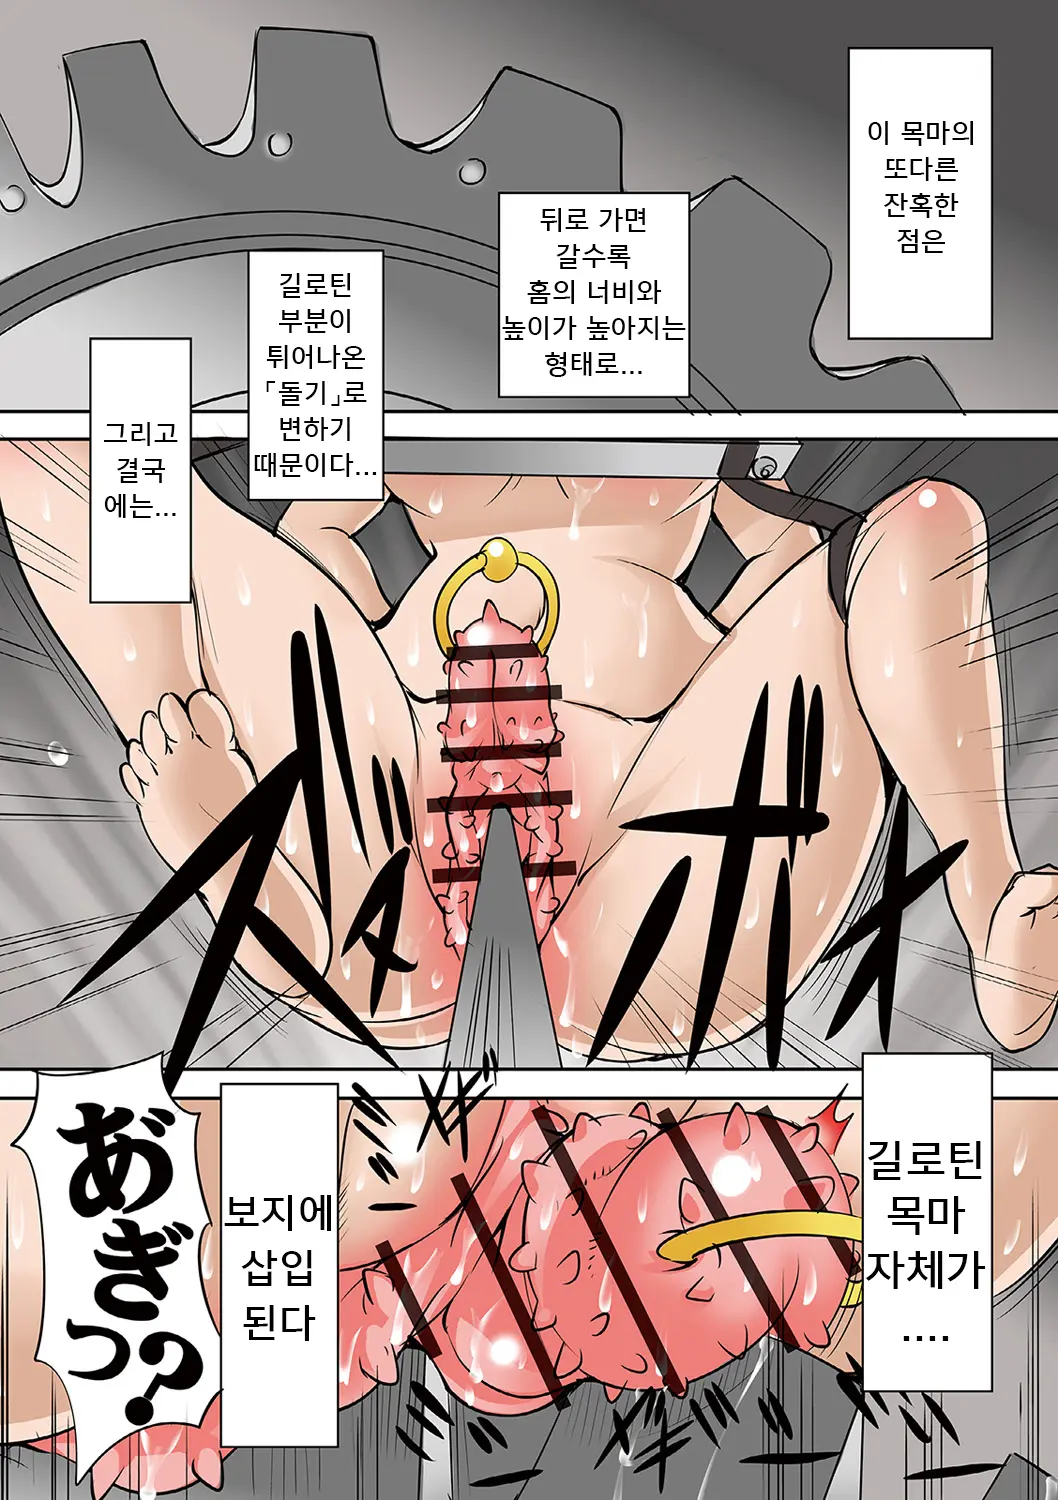 이 목마의
또다른
잔혹한
점은
뒤로 가면
갈수록
홈의 너비와
높이가 높아지는
형태로...
길로틴
부분이
튀어나온
「돌기」로
변하기
때문이다...
그리고
결국
에는...
ズズズ
길로틴
목마
자체가
....
보지에
삽입
된다
あ゛ぎっ?